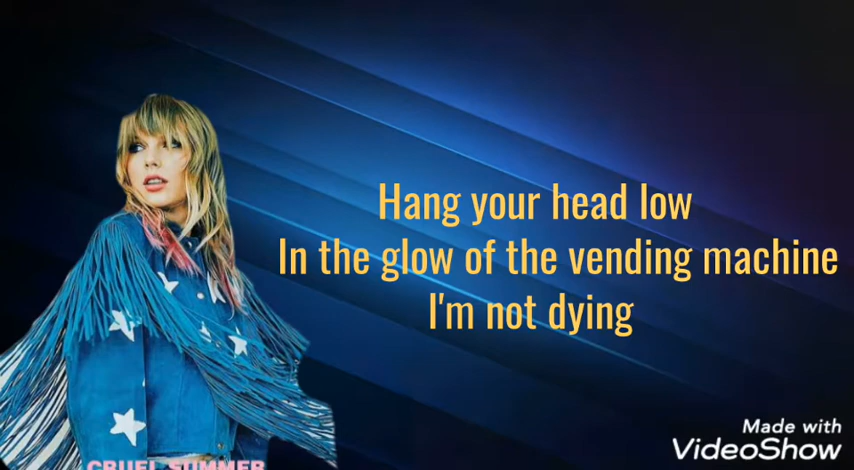 Hang your head low
In the glow of the vending machine
I'm not dying
CRUEL SUMMER
Made with
VideoShow